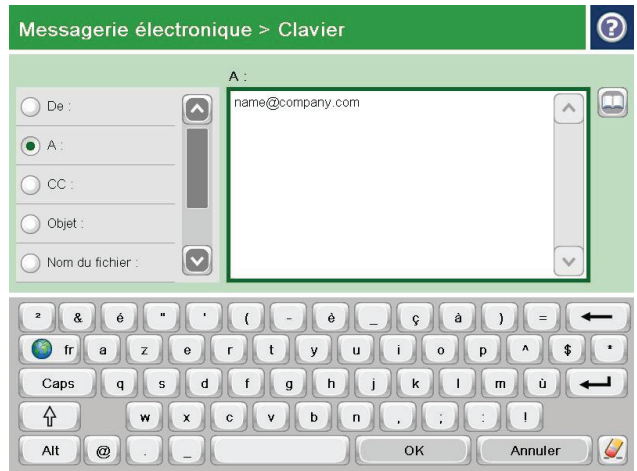 Messagerie électronique > Clavier ?
A :
De : name@company.com
A :
CC :
Objet :
Nom du fichier :
² & é " ' ( - è _ ç à ) =
fr a z e r t y u i o p ^ $ *
Caps q s d f g h j k l m ù
w x c v b n , ; : !
Alt @ . _ OK Annuler